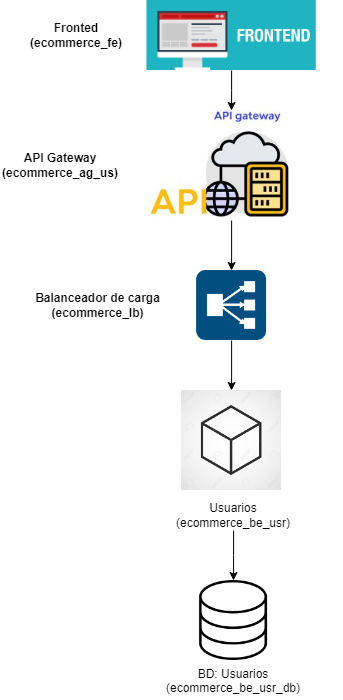 Fronted
(ecommerce_fe)
FRONTEND
API gateway
API Gateway
(ecommerce_ag_us)
API
Balanceador de carga
(ecommerce_lb)
Usuarios
(ecommerce_be_usr)
BD: Usuarios
(ecommerce_be_usr_db)